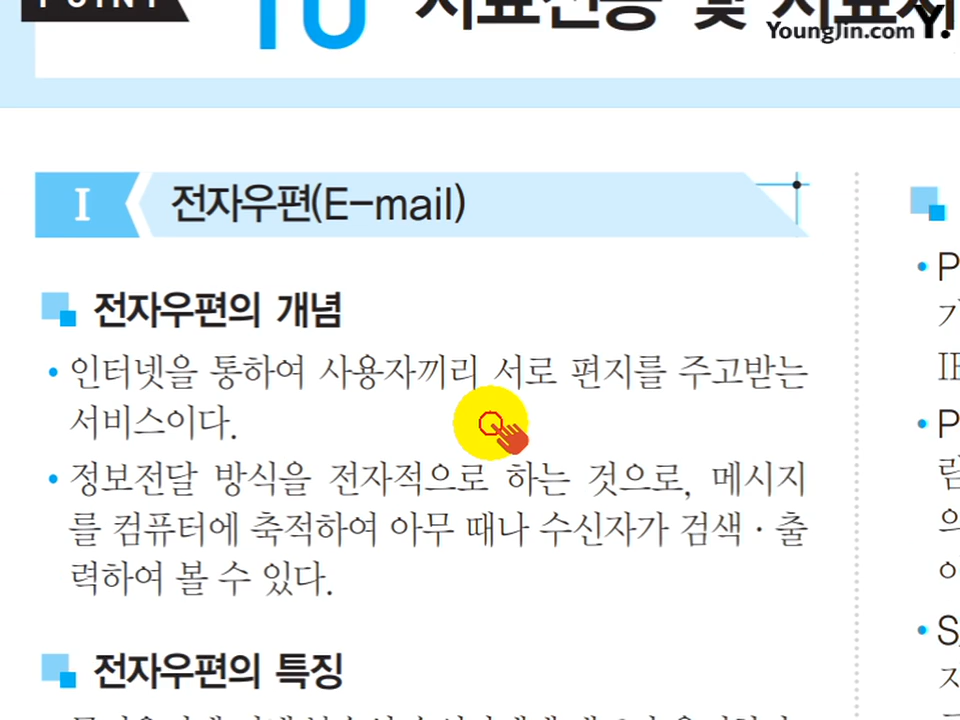 POINT
10
YoungJin.com Y.
I 전자우편(E-mail)
전자우편의 개념
• 인터넷을 통하여 사용자끼리 서로 편지를 주고받는
서비스이다.
• 정보전달 방식을 전자적으로 하는 것으로, 메시지
를 컴퓨터에 축적하여 아무 때나 수신자가 검색·출
력하여 볼 수 있다.
전자우편의 특징